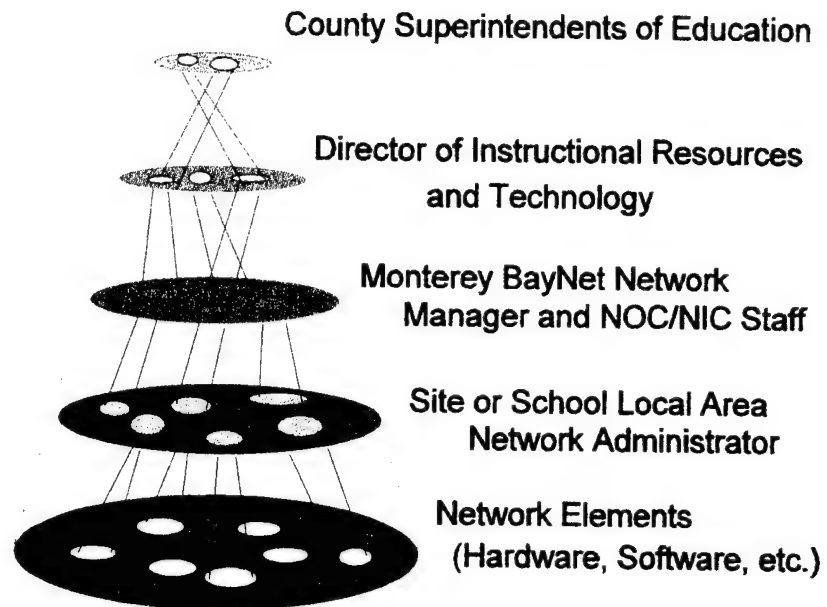 County Superintendents of Education
Director of Instructional Resources
and Technology
Monterey BayNet Network
Manager and NOC/NIC Staff
Site or School Local Area
Network Administrator
Network Elements
(Hardware, Software, etc.)